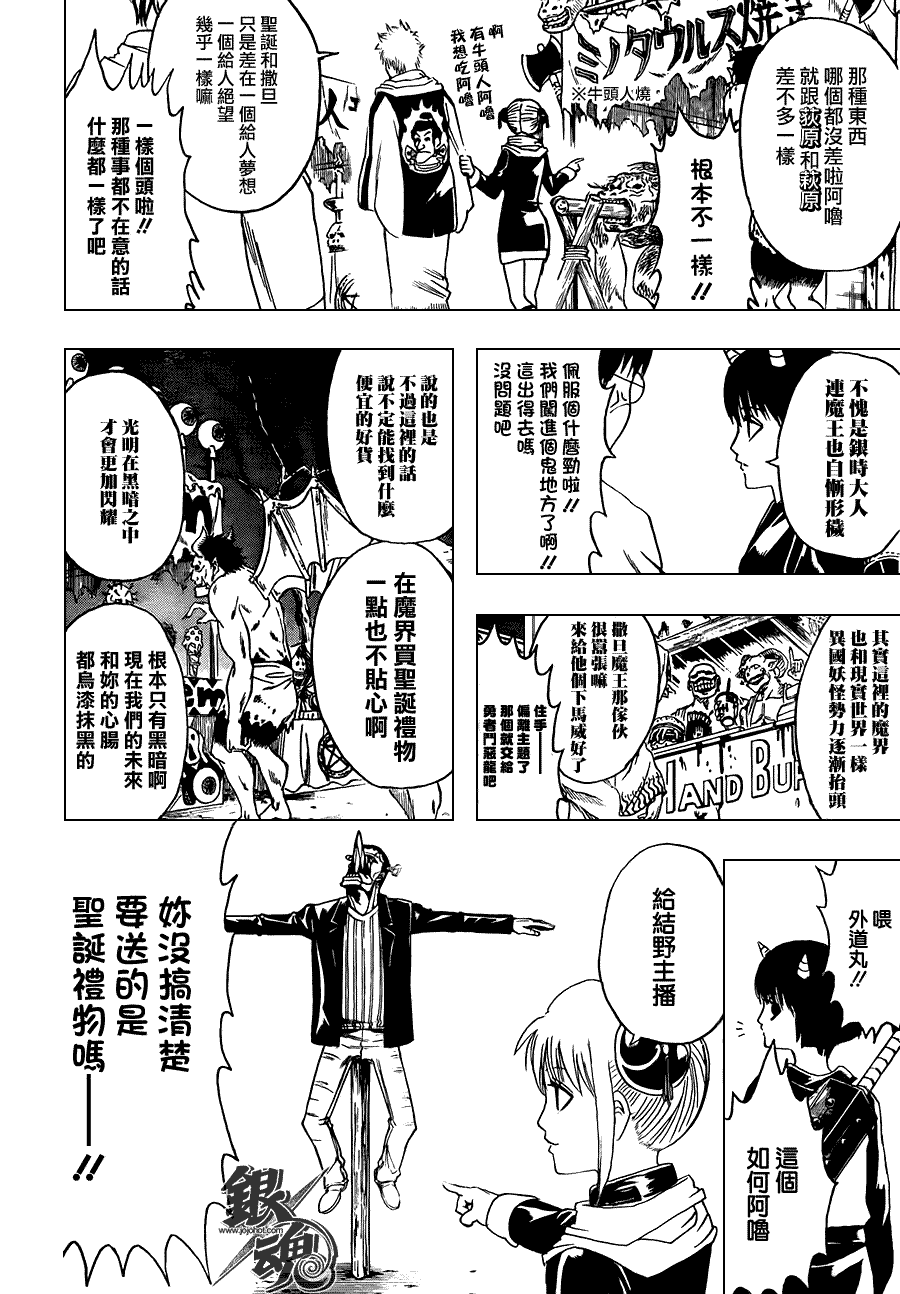 那種東西
哪個都沒差啦阿嚕
就跟荻原和萩原
差不多一樣
ミノタウルス焼き
※牛頭人燒
根本不一樣!!
啊
有牛頭人阿嚕
我想吃阿嚕
聖誕和撒旦
只是差在一個給人夢想
一個給人絕望
幾乎一樣嘛
一樣個頭啦!!
那種事都不在意的話
什麼都一樣了吧
不愧是銀時大人
連魔王也自慚形穢
佩服個什麼勁啦!!
我們闖進個鬼地方了啊!!
這出得去嗎
沒問題吧
其實這裡的魔界
也和現實世界一樣
異國妖怪勢力逐漸抬頭
撒旦魔王那傢伙
很囂張嘛
來給他個下馬威好了
住手——
偏離主題了
那個就交給
勇者鬥惡龍吧
HAND BUR
說的也是
不過這裡的話
說不定能找到什麼
便宜的好貨
在魔界買聖誕禮物
一點也不貼心啊
光明在黑暗之中
才會更加閃耀
根本只有黑暗啊
現在我們的未來
和妳的心腸
都烏漆抹黑的
喂
外道丸!!
這個
如何阿嚕
給結野主播
妳沒搞清楚
要送的是
聖誕禮物嗎——!!
銀魂
www.jojohot.com